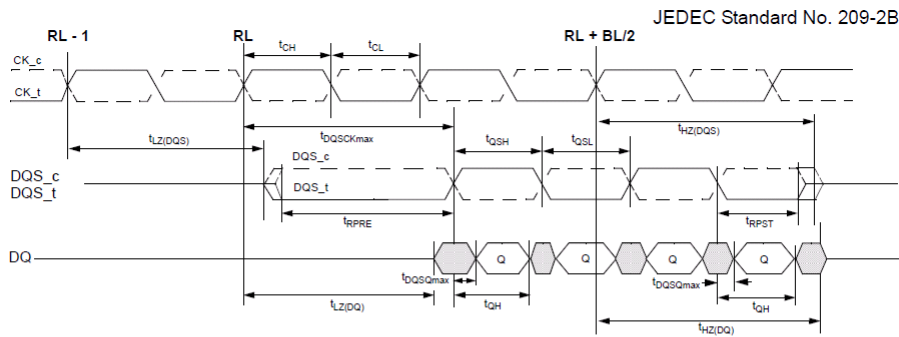 JEDEC Standard No. 209-2B
RL - 1
RL
RL + BL/2
tCH
tCL
CK_c
CK_t
tLZ(DQS)
tDQSCKmax
tQSH
tQSL
tHZ(DQS)
DQS_c
DQS_c
DQS_t
DQS_t
tRPRE
tRPST
DQ
Q
Q
Q
Q
tDQSQmax
tDQSQmax
tLZ(DQ)
tQH
tQH
tHZ(DQ)